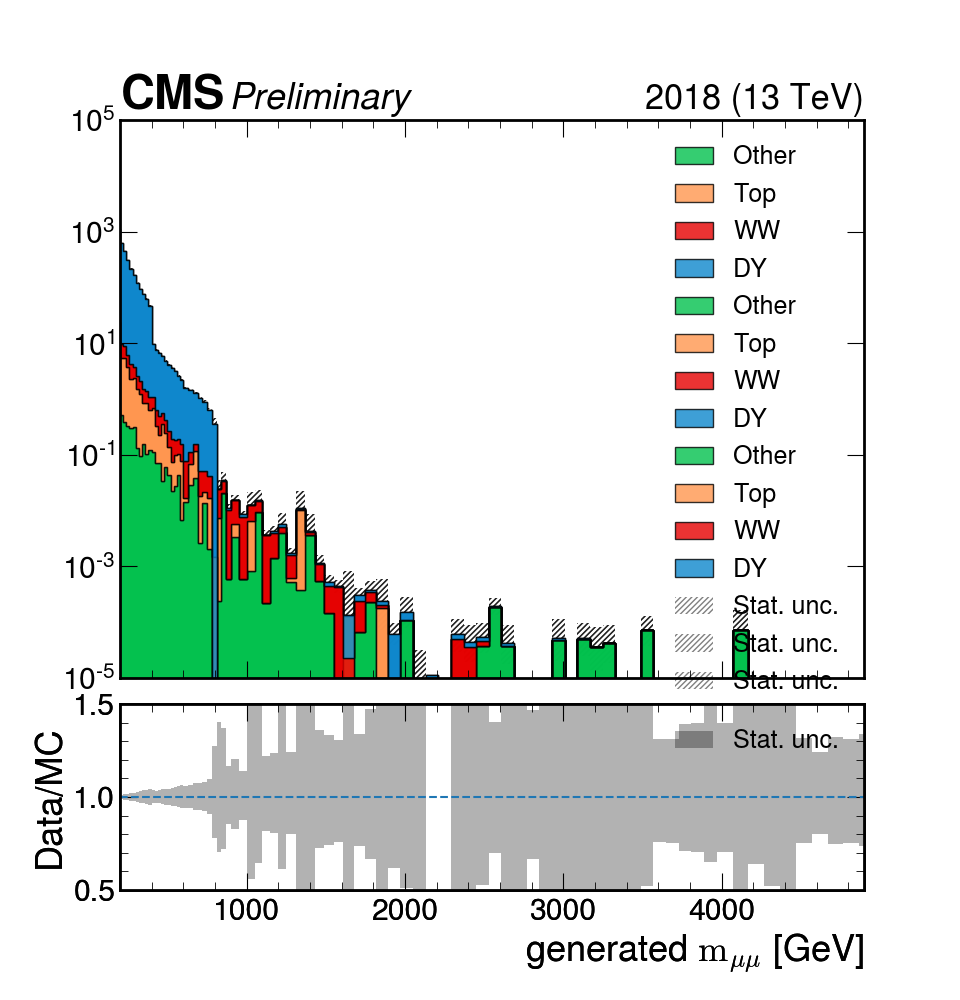 CMS Preliminary 2018 (13 TeV)
10^5
10^3
10^1
10^-1
10^-3
10^-5
Other
Top
WW
DY
Other
Top
WW
DY
Other
Top
WW
DY
Stat. unc.
Stat. unc.
Stat. unc.
1.5
1.0
0.5
Data/MC
Stat. unc.
1000 2000 3000 4000
generated m_μμ [GeV]